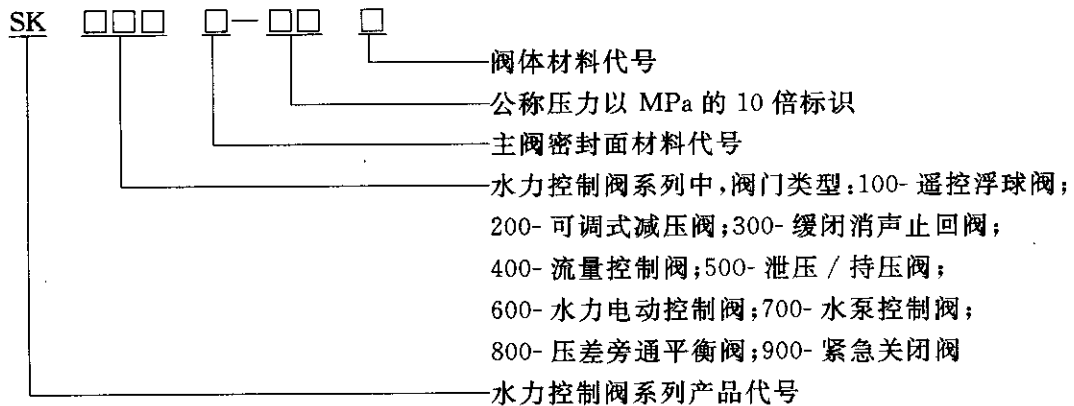 SK □□□ □—□□ □
阀体材料代号
公称压力以 MPa 的 10 倍标识
主阀密封面材料代号
水力控制阀系列中,阀门类型:100-遥控浮球阀;
200-可调式减压阀;300-缓闭消声止回阀;
400-流量控制阀;500-泄压/持压阀;
600-水力电动控制阀;700-水泵控制阀;
800-压差旁通平衡阀;900-紧急关闭阀
水力控制阀系列产品代号